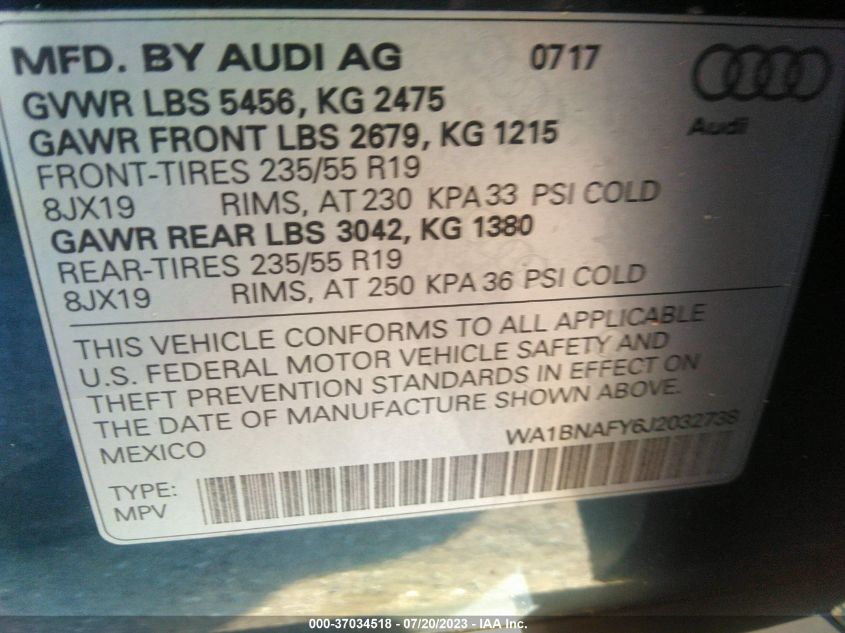 MFD. BY AUDI AG 0717
GVWR LBS 5456, KG 2475
GAWR FRONT LBS 2679, KG 1215
Audi
FRONT-TIRES 235/55 R19
8JX19 RIMS, AT 230 KPA 33 PSI COLD
GAWR REAR LBS 3042, KG 1380
REAR-TIRES 235/55 R19
8JX19 RIMS, AT 250 KPA 36 PSI COLD
THIS VEHICLE CONFORMS TO ALL APPLICABLE
U.S. FEDERAL MOTOR VEHICLE SAFETY AND
THEFT PREVENTION STANDARDS IN EFFECT ON
THE DATE OF MANUFACTURE SHOWN ABOVE.
MEXICO WA1BNAFY6J2032738
TYPE:
MPV
000-37034518 - 07/20/2023 - IAA Inc.